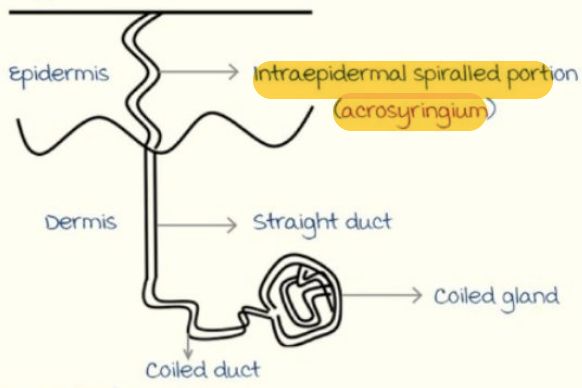 Epidermis
Intraepidermal spiralled portion
(acrosyringium)
Dermis
Straight duct
Coiled gland
Coiled duct